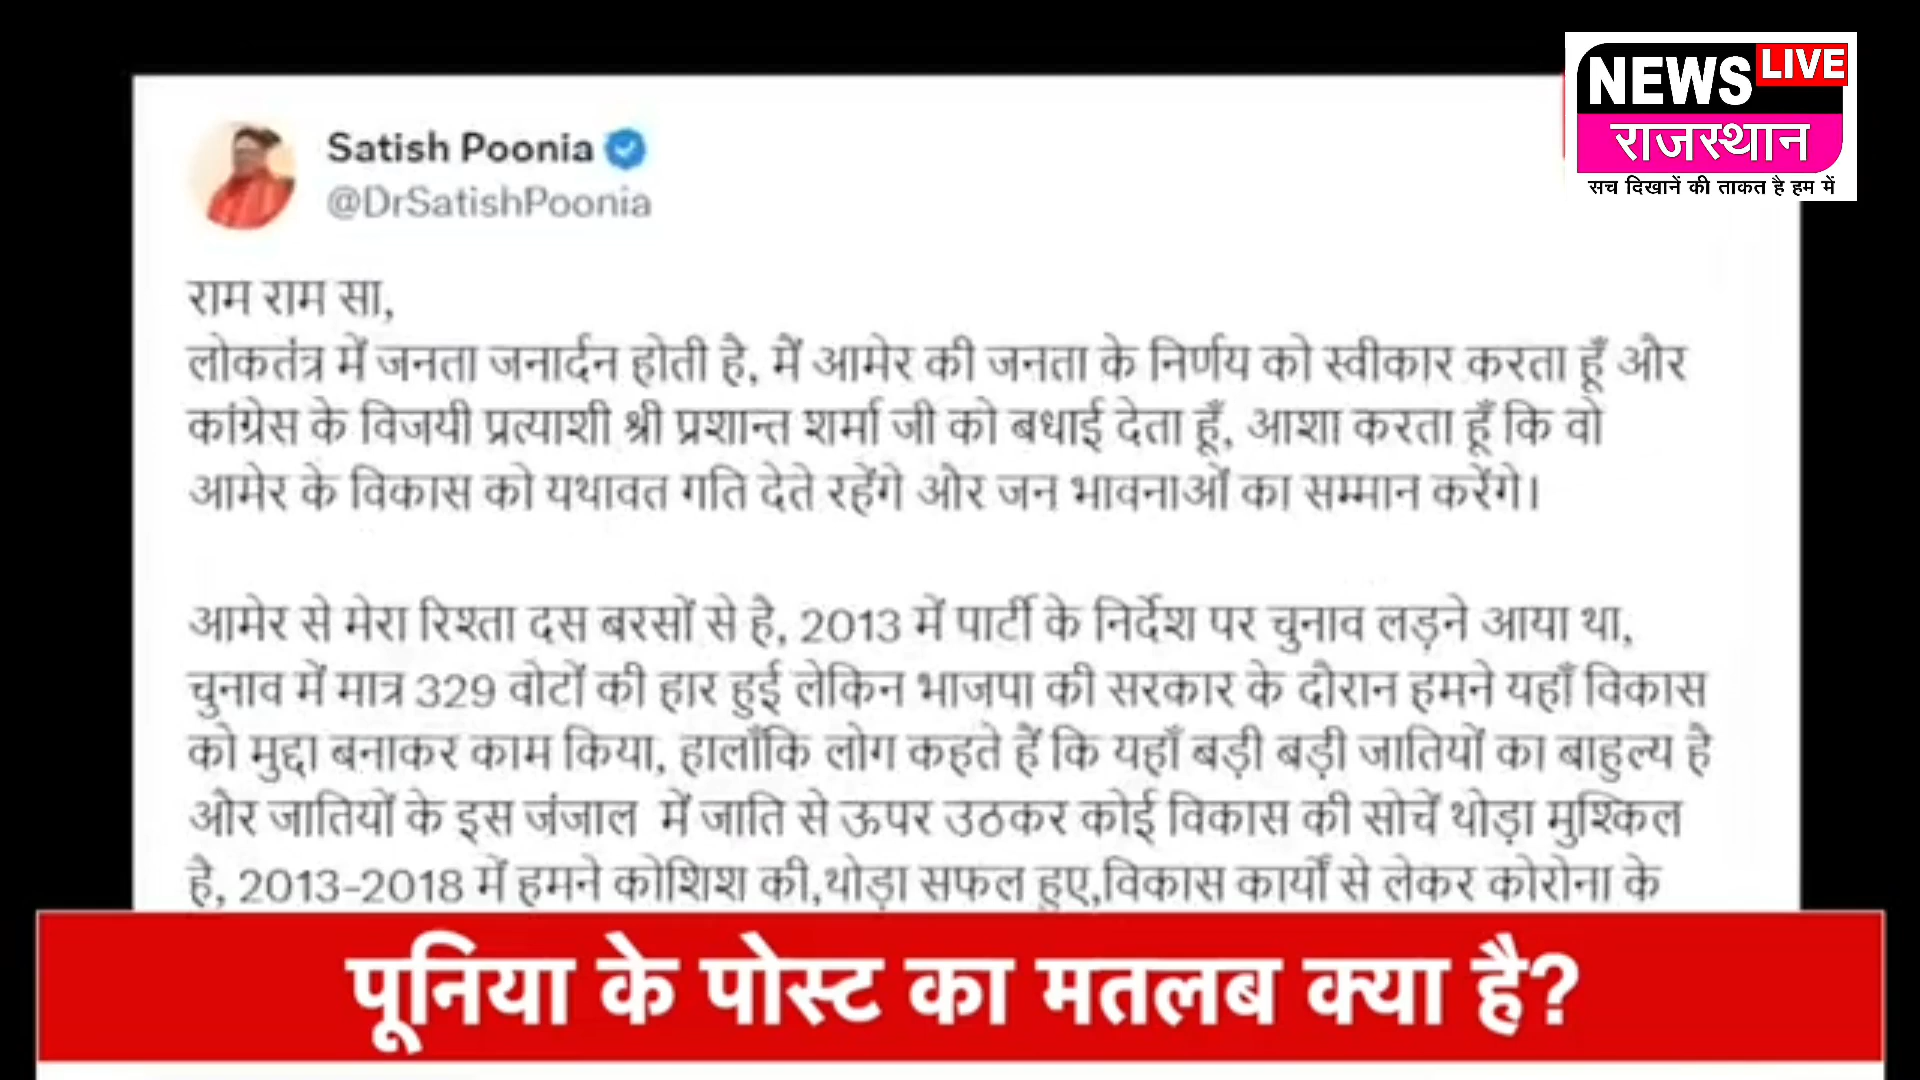 NEWS LIVE
राजस्थान
सच दिखानें की ताकत है हम में
Satish Poonia
@DrSatishPoonia
राम राम सा,
लोकतंत्र में जनता जनार्दन होती है, मैं आमेर की जनता के निर्णय को स्वीकार करता हूँ और
कांग्रेस के विजयी प्रत्याशी श्री प्रशान्त शर्मा जी को बधाई देता हूँ, आशा करता हूँ कि वो
आमेर के विकास को यथावत गति देते रहेंगे और जन भावनाओं का सम्मान करेंगे।
आमेर से मेरा रिश्ता दस बरसों से है, 2013 में पार्टी के निर्देश पर चुनाव लड़ने आया था,
चुनाव में मात्र 329 वोटों की हार हुई लेकिन भाजपा की सरकार के दौरान हमने यहाँ विकास
को मुद्दा बनाकर काम किया, हालाँकि लोग कहते हैं कि यहाँ बड़ी बड़ी जातियों का बाहुल्य है
और जातियों के इस जंजाल में जाति से ऊपर उठकर कोई विकास की सोचें थोड़ा मुश्किल
है, 2013-2018 में हमने कोशिश की,थोड़ा सफल हुए,विकास कार्यों से लेकर कोरोना के
पूनिया के पोस्ट का मतलब क्या है?